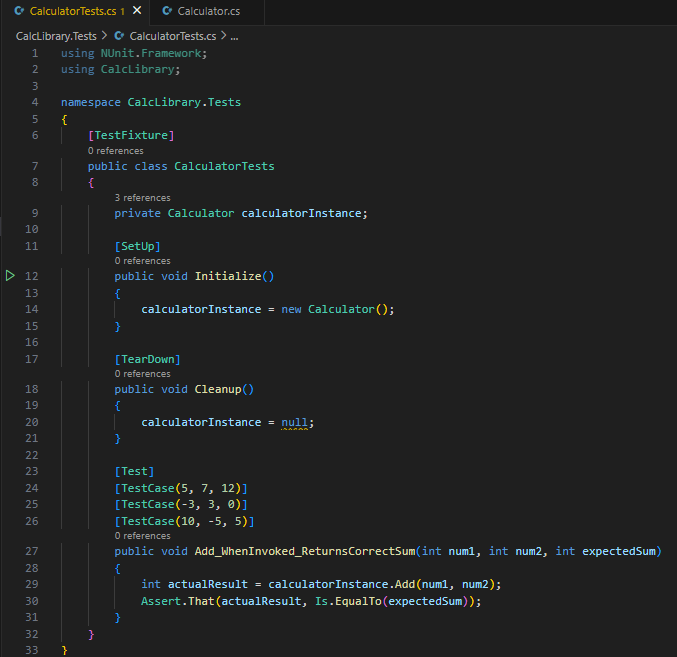 CalculatorTests.cs 1 Calculator.cs
CalcLibrary.Tests > CalculatorTests.cs > ...
1 using NUnit.Framework;
2 using CalcLibrary;
3
4 namespace CalcLibrary.Tests
5 {
6 [TestFixture]
0 references
7 public class CalculatorTests
8 {
3 references
9 private Calculator calculatorInstance;
10
11 [SetUp]
0 references
12 public void Initialize()
13 {
14 calculatorInstance = new Calculator();
15 }
16
17 [TearDown]
0 references
18 public void Cleanup()
19 {
20 calculatorInstance = null;
21 }
22
23 [Test]
24 [TestCase(5, 7, 12)]
25 [TestCase(-3, 3, 0)]
26 [TestCase(10, -5, 5)]
0 references
27 public void Add_WhenInvoked_ReturnsCorrectSum(int num1, int num2, int expectedSum)
28 {
29 int actualResult = calculatorInstance.Add(num1, num2);
30 Assert.That(actualResult, Is.EqualTo(expectedSum));
31 }
32 }
33 }